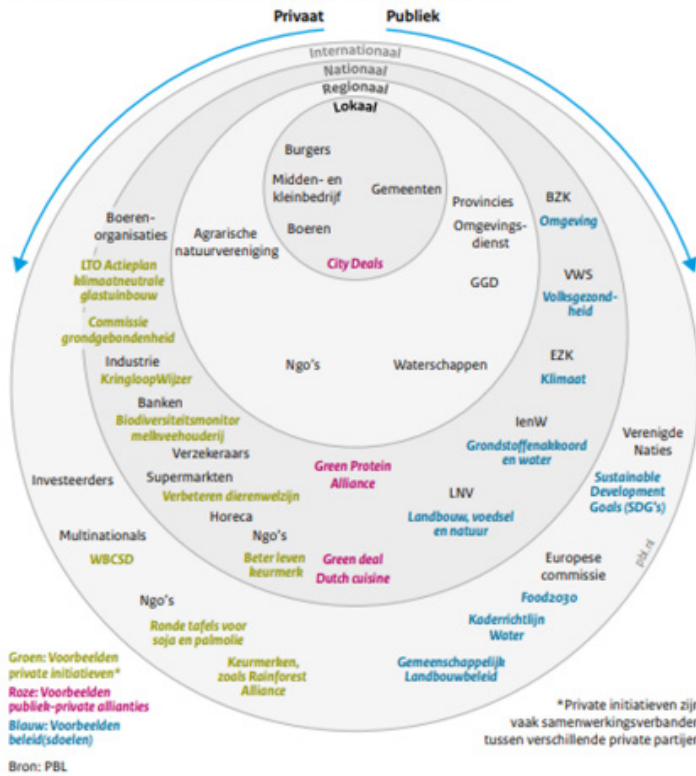 Privaat
Publiek
Internationaal
Nationaal
Regionaal
Lokaal
Burgers
Midden- en
kleinbedrijf
Gemeenten
Boeren
City Deals
Agrarische
natuurvereniging
Provincies
Omgevings-
dienst
GGD
Ngo's
Waterschappen
Boeren-
organisaties
LTO Actieplan
klimaatneutrale
glastuinbouw
Commissie
grondgebondenheid
Industrie
KringloopWijzer
Banken
Biodiversiteitsmonitor
melkveehouderij
Verzekeraars
Supermarkten
Verbeteren dierenwelzijn
Horeca
Ngo's
Beter leven
keurmerk
Green Protein
Alliance
Green deal
Dutch cuisine
BZK
Omgeving
VWS
Volksgezond-
heid
EZK
Klimaat
IenW
Grondstoffenakkoord
en water
LNV
Landbouw, voedsel
en natuur
Investeerders
Multinationals
WBCSD
Ngo's
Ronde tafels voor
soja en palmolie
Keurmerken,
zoals Rainforest
Alliance
Verenigde
Naties
Sustainable
Development
Goals (SDG's)
Europese
commissie
Food2030
Kaderrichtlijn
Water
Gemeenschappelijk
Landbouwbeleid
pbl.nl
Groen: Voorbeelden
private initiatieven*
Roze: Voorbeelden
publiek-private allianties
Blauw: Voorbeelden
beleid(sdoelen)
Bron: PBL
*Private initiatieven zijn
vaak samenwerkingsverbanden
tussen verschillende private partijen